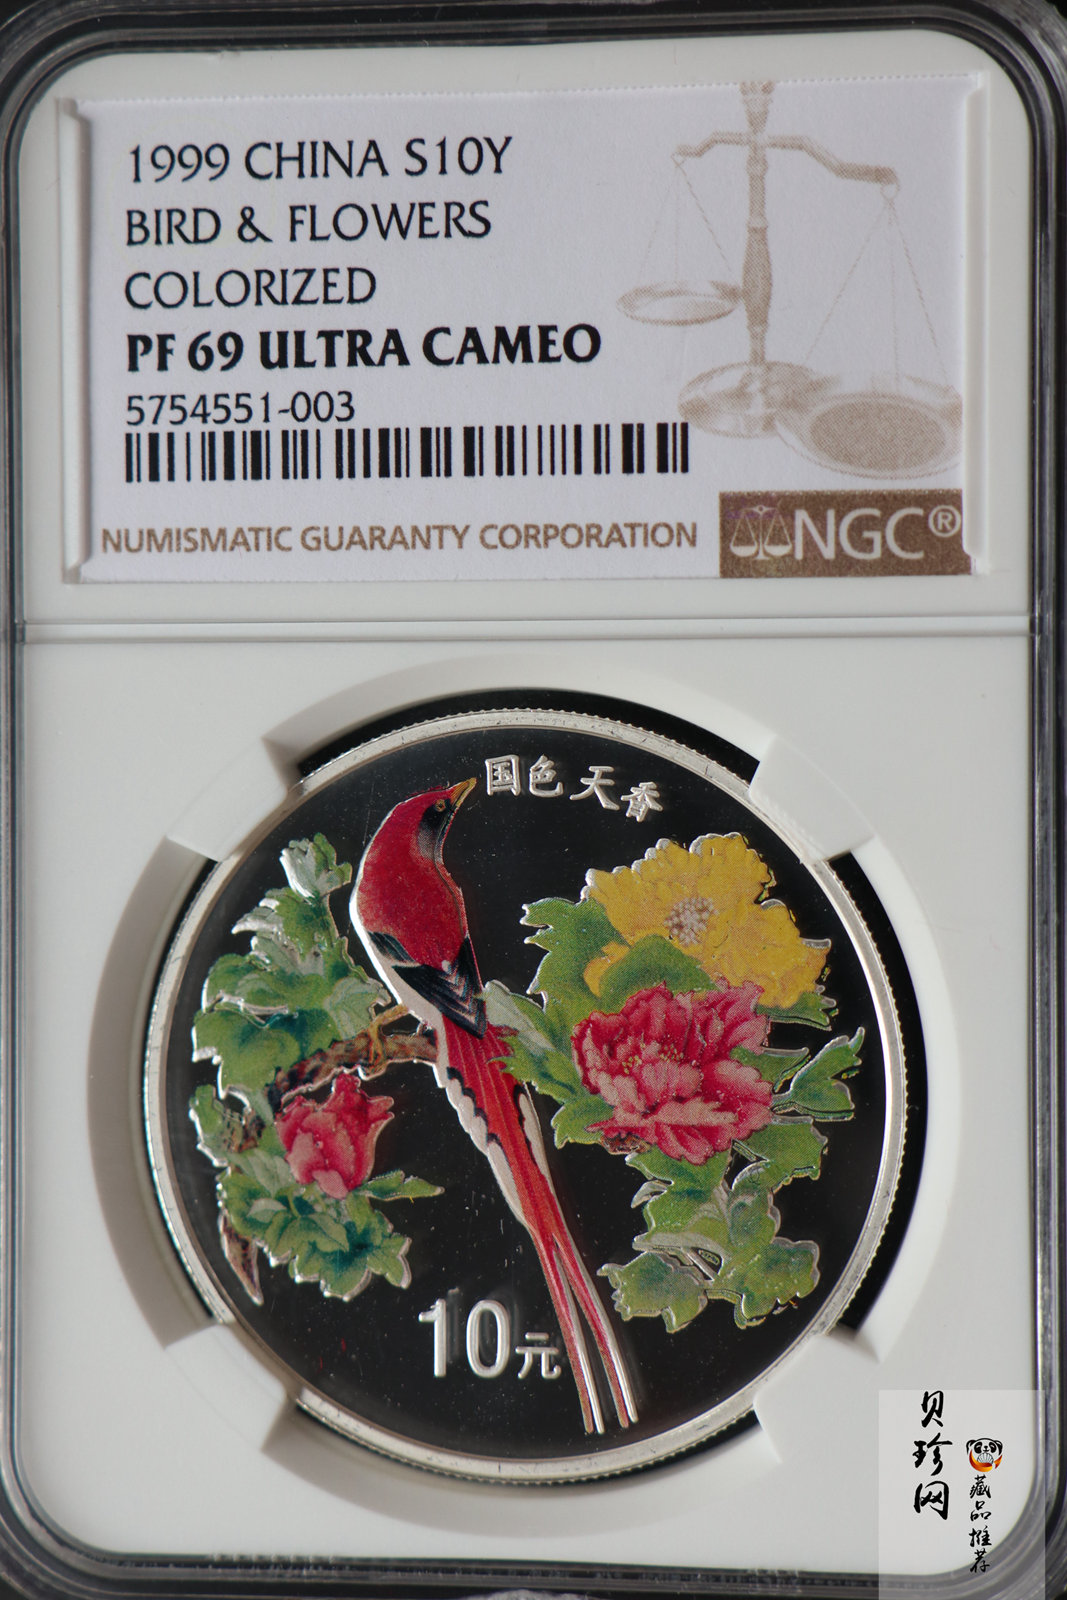 1999 CHINA S10Y
BIRD & FLOWERS
COLORIZED
PF 69 ULTRA CAMEO
5754551-003
NUMISMATIC GUARANTY CORPORATION
NGC®
国色天香
10元
贝珍网
藏品推荐